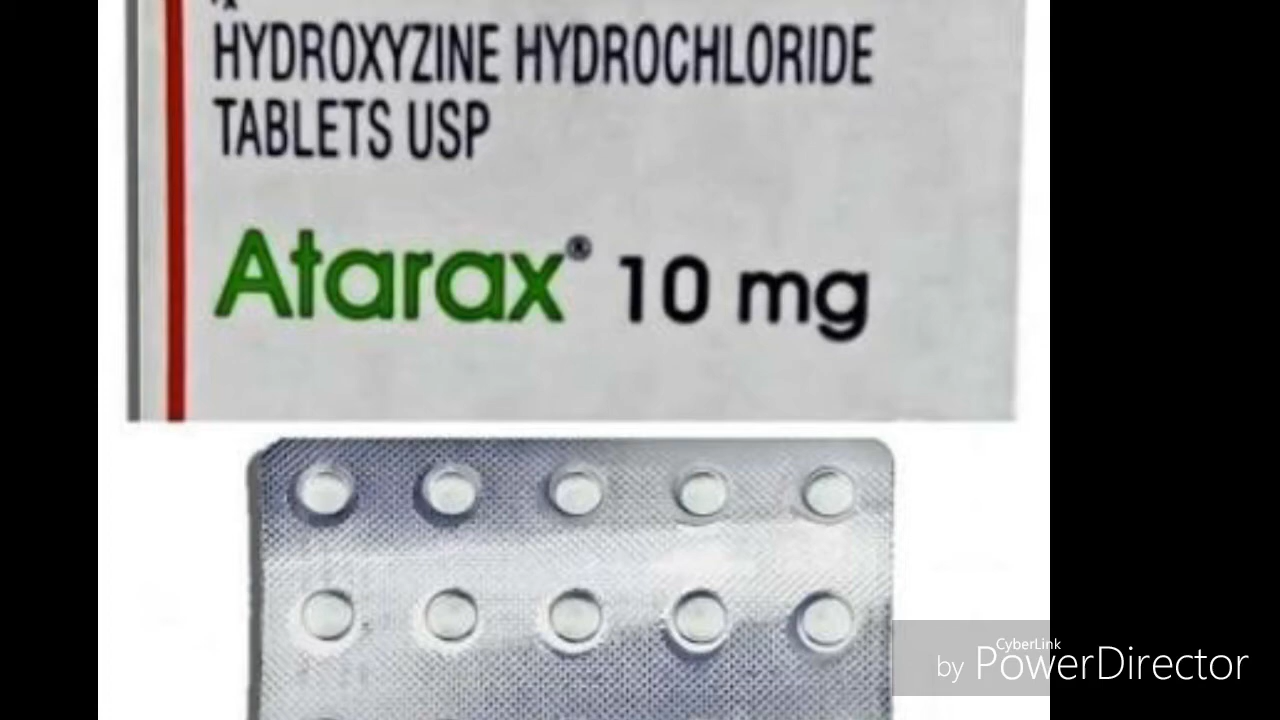 HYDROXYZINE HYDROCHLORIDE
TABLETS USP
Atarax® 10 mg
CyberLink
by PowerDirector